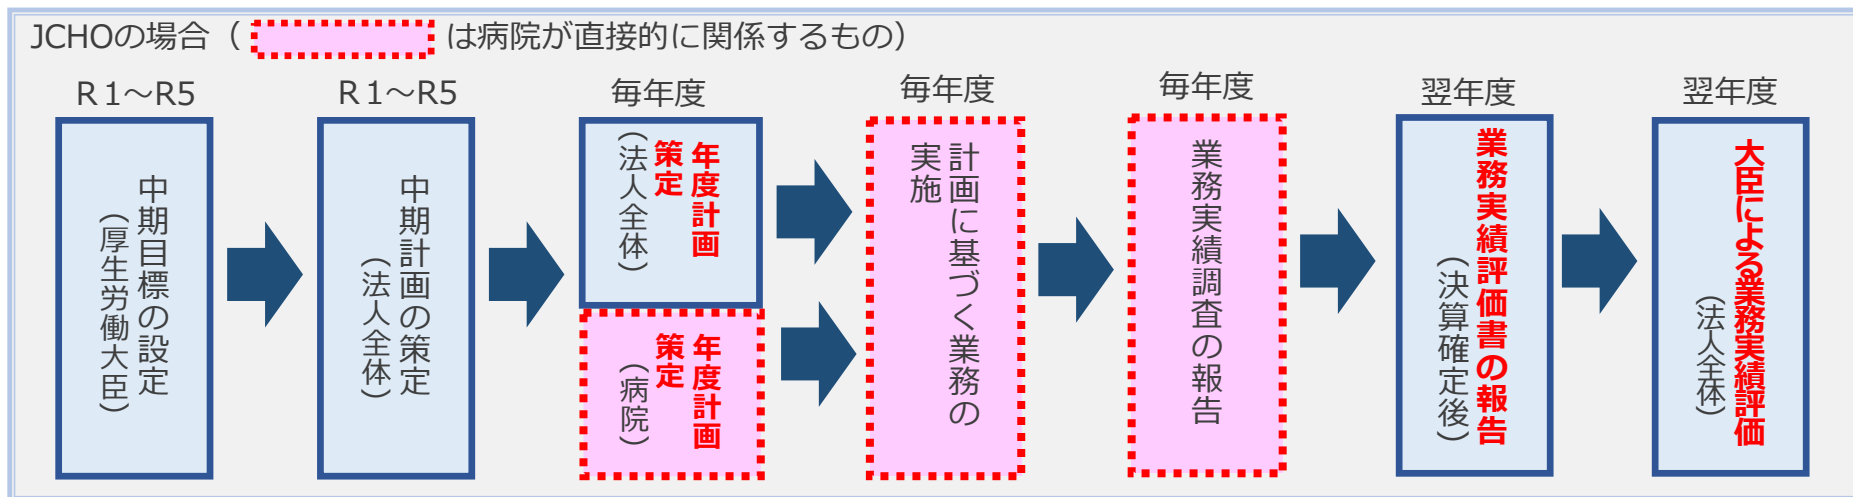 JCHOの場合（　　　　　は病院が直接的に関係するもの）
R1～R5
中期目標の設定
（厚生労働大臣）
R1～R5
中期計画の策定
（法人全体）
毎年度
年度計画
策定
（法人全体）
年度計画
策定
（病院）
毎年度
計画に基づく業務の
実施
毎年度
業務実績調査の報告
翌年度
業務実績評価書の報告
（決算確定後）
翌年度
大臣による業務実績評価
（法人全体）